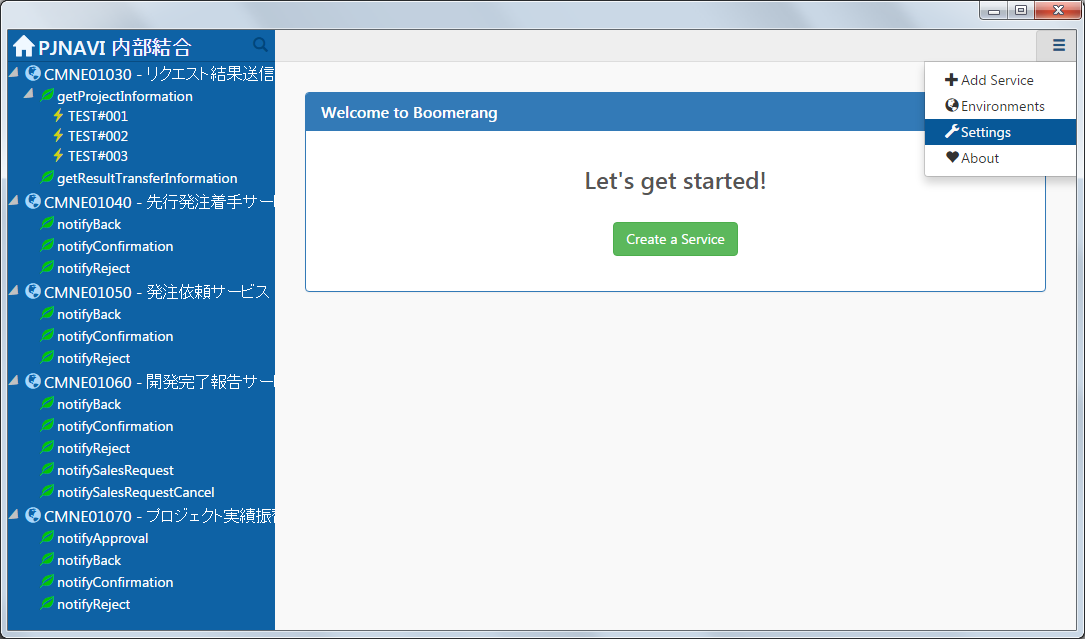 PJNAVI 内部結合
CMNE01030 - リクエスト結果送信
getProjectInformation
TEST#001
TEST#002
TEST#003
getResultTransferInformation
CMNE01040 - 先行発注着手サー
notifyBack
notifyConfirmation
notifyReject
CMNE01050 - 発注依頼サービス
notifyBack
notifyConfirmation
notifyReject
CMNE01060 - 開発完了報告サー
notifyBack
notifyConfirmation
notifyReject
notifySalesRequest
notifySalesRequestCancel
CMNE01070 - プロジェクト実績振
notifyApproval
notifyBack
notifyConfirmation
notifyReject
Add Service
Environments
Settings
About
Welcome to Boomerang
Let's get started!
Create a Service